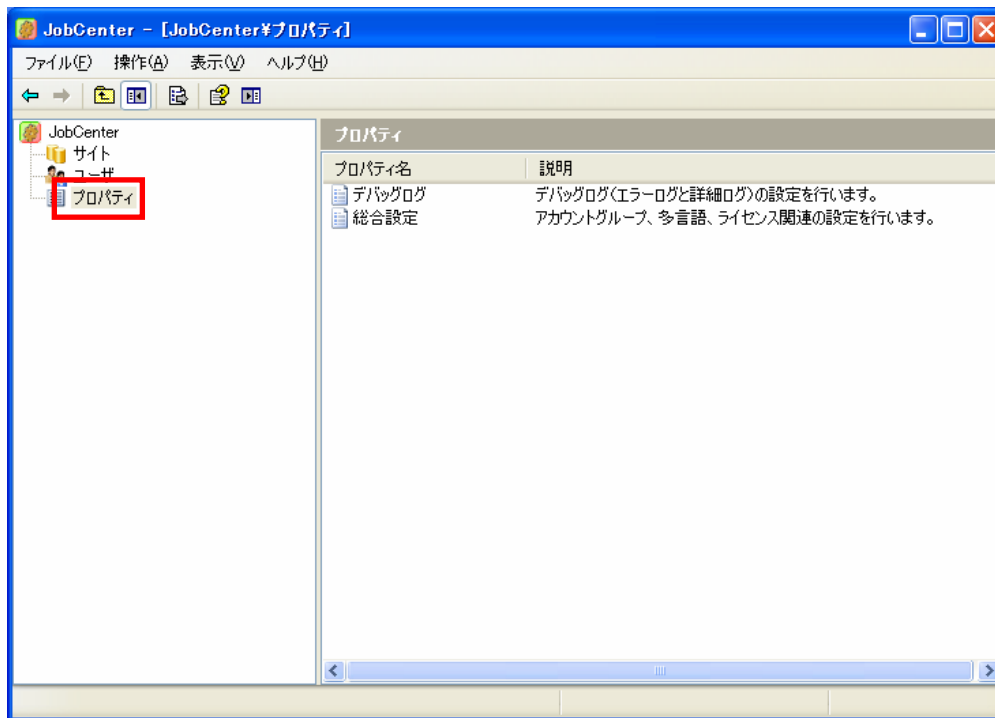 JobCenter - [JobCenter¥プロパティ]
ファイル(F) 操作(A) 表示(V) ヘルプ(H)
JobCenter
サイト
ユーザ
プロパティ
プロパティ
プロパティ名 説明
デバッグログ デバッグログ(エラーログと詳細ログ)の設定を行います。
総合設定 アカウントグループ、多言語、ライセンス関連の設定を行います。